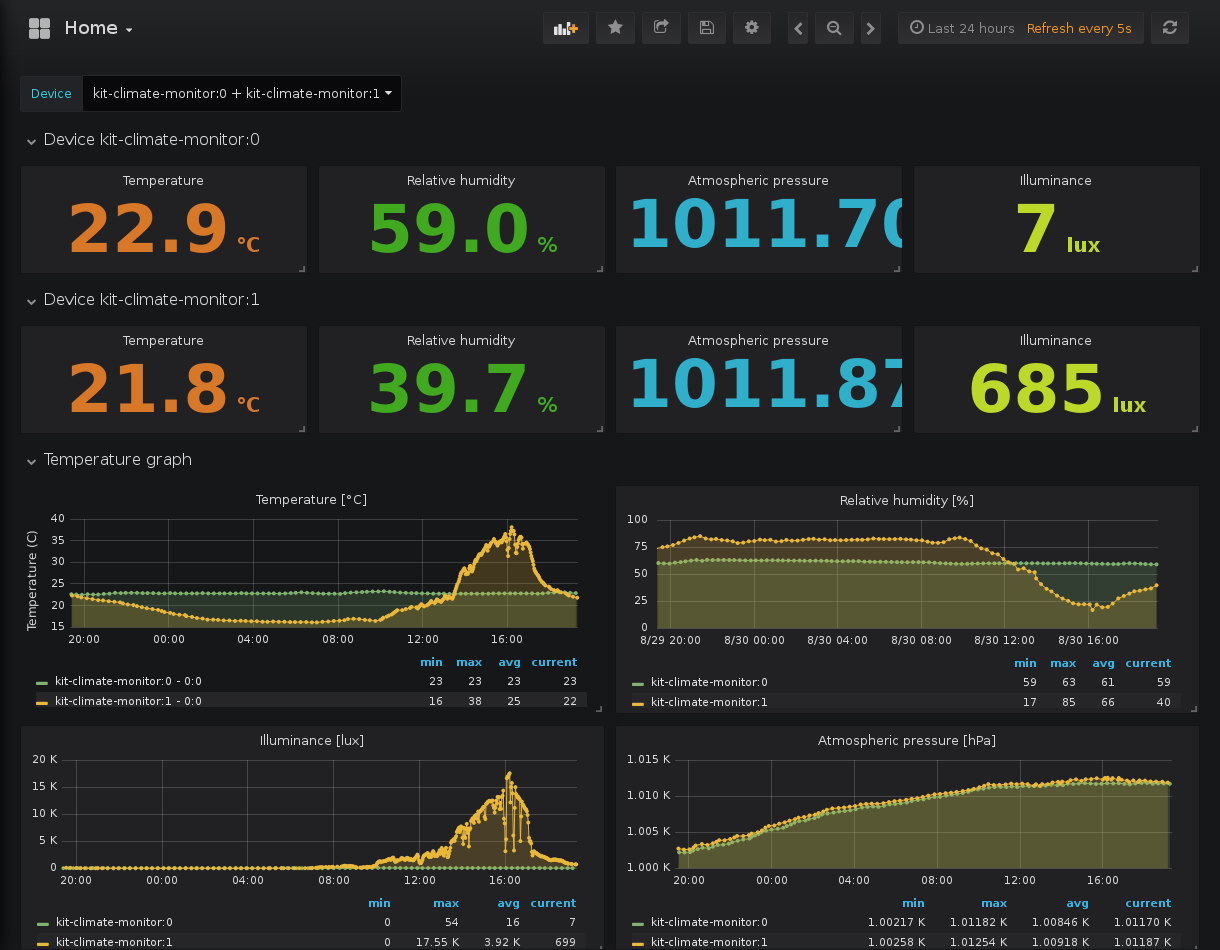 Home
Last 24 hours Refresh every 5s
Device kit-climate-monitor:0 + kit-climate-monitor:1
Device kit-climate-monitor:0
Temperature Relative humidity Atmospheric pressure Illuminance
22.9 °C 59.0 % 1011.70 7 lux
Device kit-climate-monitor:1
Temperature Relative humidity Atmospheric pressure Illuminance
21.8 °C 39.7 % 1011.87 685 lux
Temperature graph
Temperature [°C]
Temperature (C)
40
35
30
25
20
15
20:00 00:00 04:00 08:00 12:00 16:00
min max avg current
kit-climate-monitor:0 - 0:0 23 23 23 23
kit-climate-monitor:1 - 0:0 16 38 25 22
Relative humidity [%]
100
75
50
25
0
8/29 20:00 8/30 00:00 8/30 04:00 8/30 08:00 8/30 12:00 8/30 16:00
min max avg current
kit-climate-monitor:0 59 63 61 59
kit-climate-monitor:1 17 85 66 40
Illuminance [lux]
20 K
15 K
10 K
5 K
0
20:00 00:00 04:00 08:00 12:00 16:00
min max avg current
kit-climate-monitor:0 0 54 16 7
kit-climate-monitor:1 0 17.55 K 3.92 K 699
Atmospheric pressure [hPa]
1.015 K
1.010 K
1.005 K
1.000 K
20:00 00:00 04:00 08:00 12:00 16:00
min max avg current
kit-climate-monitor:0 1.00217 K 1.01182 K 1.00846 K 1.01170 K
kit-climate-monitor:1 1.00258 K 1.01254 K 1.00918 K 1.01187 K